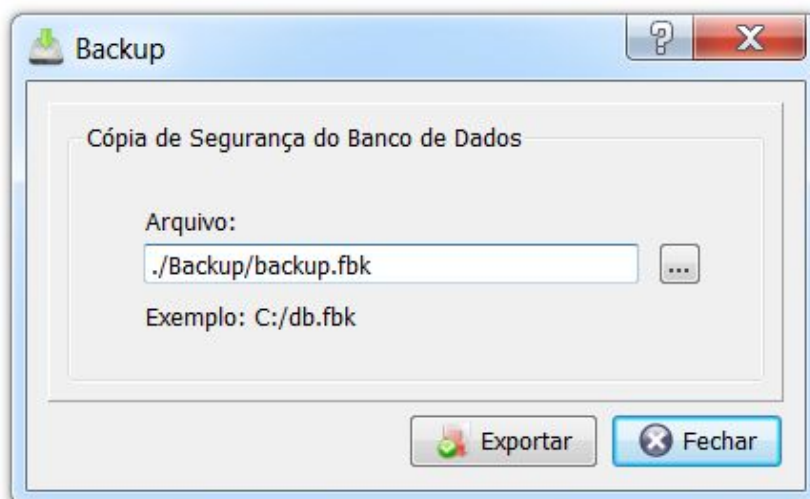 Backup
Cópia de Segurança do Banco de Dados
Arquivo:
./Backup/backup.fbk
...
Exemplo: C:/db.fbk
Exportar
Fechar